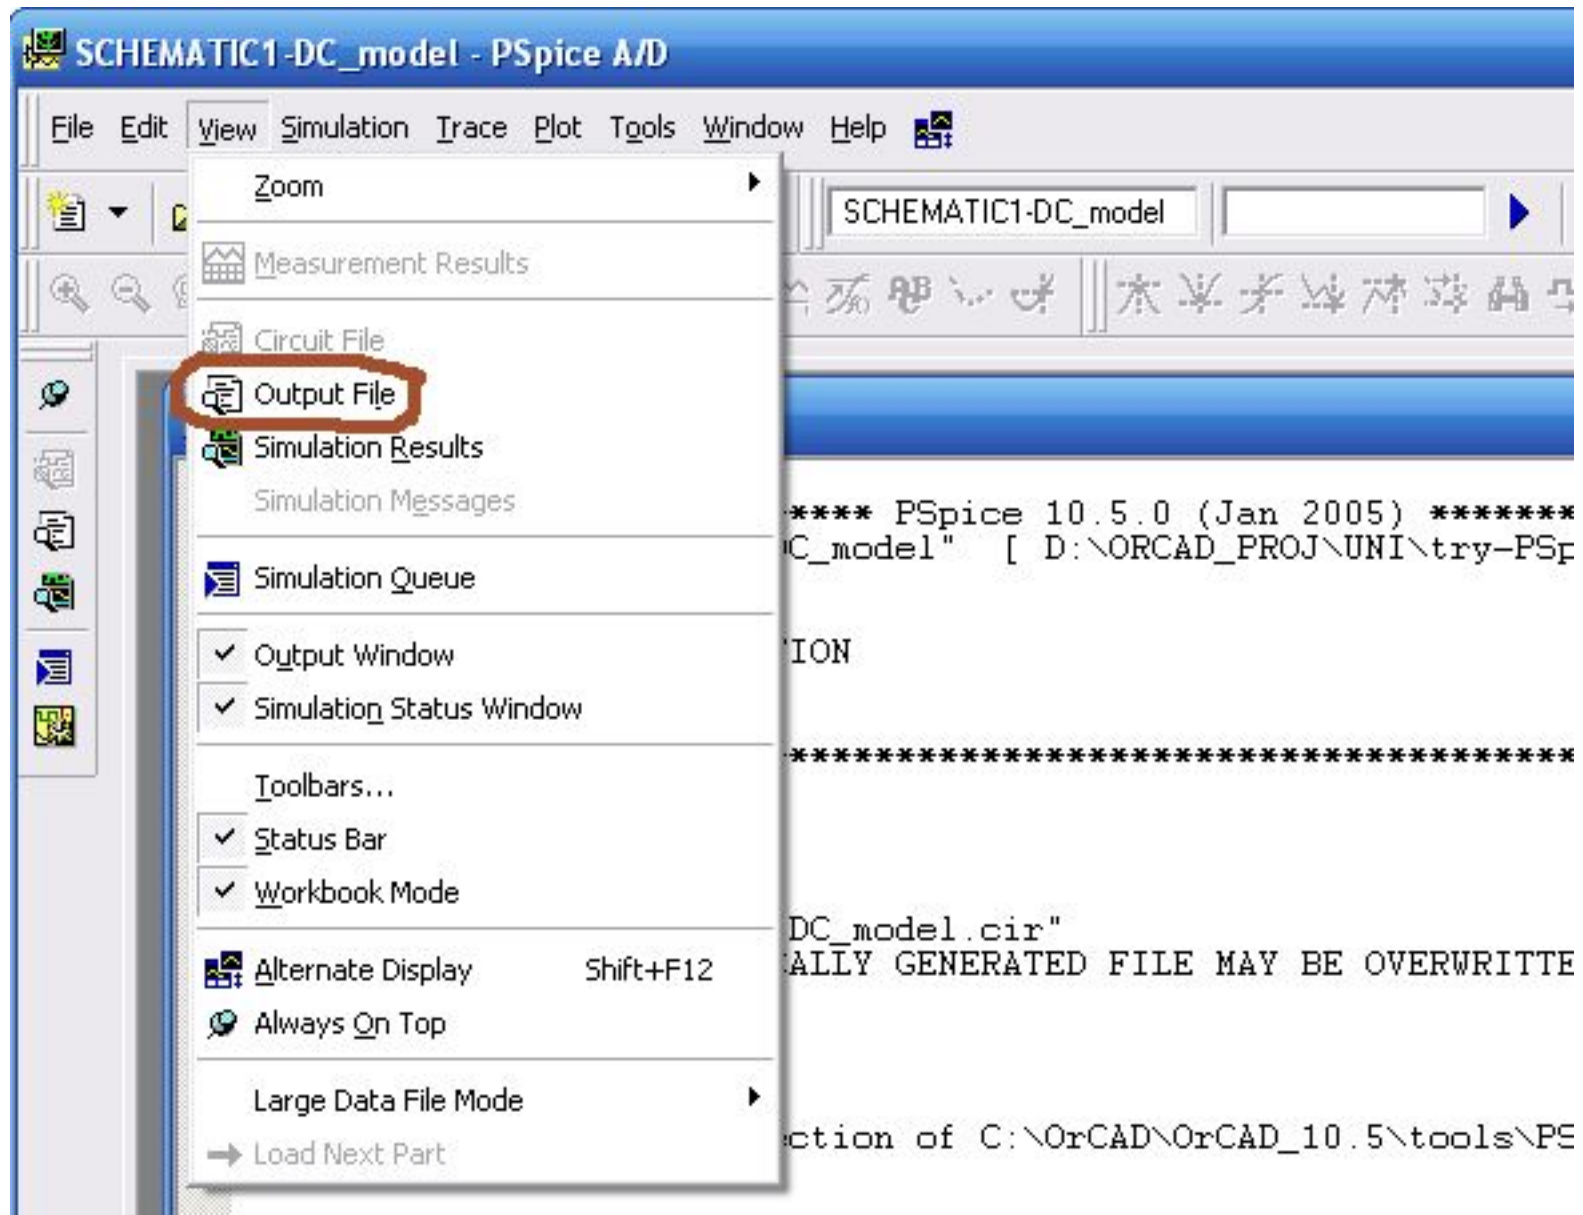 SCHEMATIC1-DC_model - PSpice A/D
File Edit View Simulation Trace Plot Tools Window Help
SCHEMATIC1-DC_model
Zoom
Measurement Results
Circuit File
Output File
Simulation Results
Simulation Messages
Simulation Queue
Output Window
Simulation Status Window
Toolbars...
Status Bar
Workbook Mode
Alternate Display Shift+F12
Always On Top
Large Data File Mode
Load Next Part
**** PSpice 10.5.0 (Jan 2005) *******
C_model" [ D:\ORCAD_PROJ\UNI\try-PSp
ION
*************************************
DC_model.cir"
ALLY GENERATED FILE MAY BE OVERWRITTE
ction of C:\OrCAD\OrCAD_10.5\tools\PS